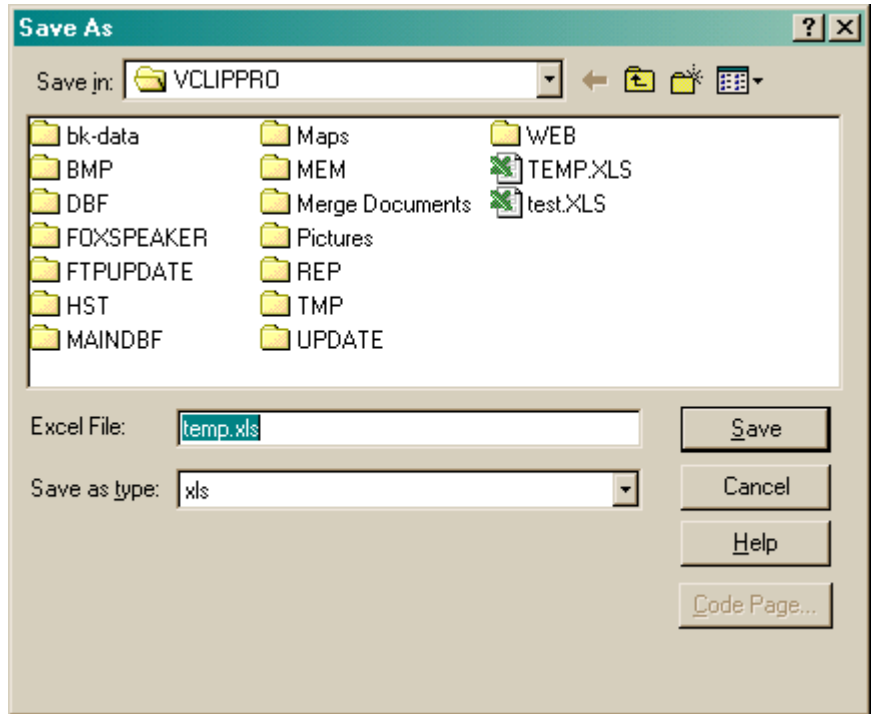 Save As
Save in: VCLIPPRO
bk-data Maps WEB
BMP MEM TEMP.XLS
DBF Merge Documents test.XLS
FOXSPEAKER Pictures
FTPUPDATE REP
HST TMP
MAINDBF UPDATE
Excel File: temp.xls Save
Save as type: xls Cancel
Help
Code Page...